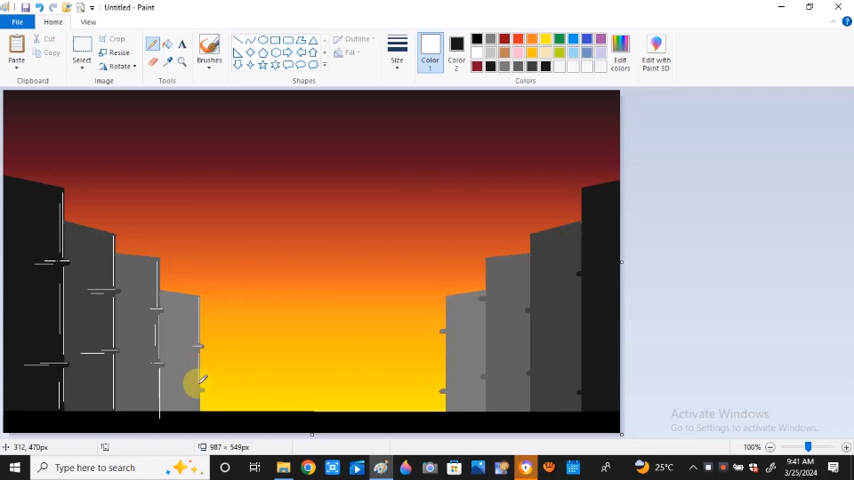 Untitled - Paint
File Home View
Paste
Cut
Copy
Clipboard
Select
Crop
Resize
Rotate
Image
A
Tools
Brushes
Shapes
Outline
Fill
Size
Color 1
Color 2
Edit colors
Colors
Edit with Paint 3D
Activate Windows
Go to Settings to activate Windows.
312, 470px
987 × 549px
100%
Type here to search
25°C
9:41 AM
3/25/2024